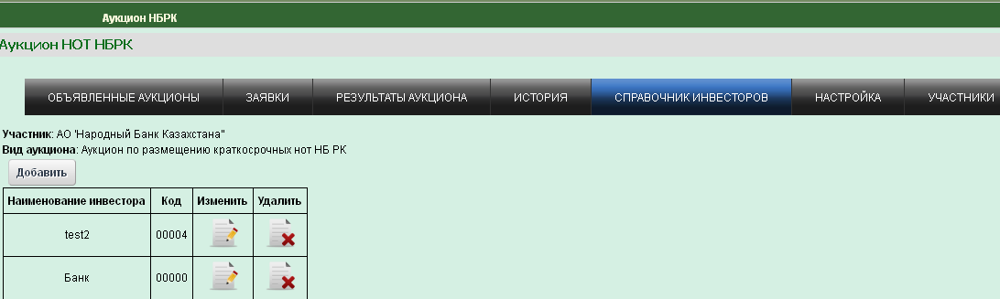 Аукцион НБРК
Аукцион НОТ НБРК
ОБЪЯВЛЕННЫЕ АУКЦИОНЫ ЗАЯВКИ РЕЗУЛЬТАТЫ АУКЦИОНА ИСТОРИЯ СПРАВОЧНИК ИНВЕСТОРОВ НАСТРОЙКА УЧАСТНИКИ
Участник: АО "Народный Банк Казахстана"
Вид аукциона: Аукцион по размещению краткосрочных нот НБ РК
Добавить
Наименование инвестора Код Изменить Удалить
test2 00004
Банк 00000